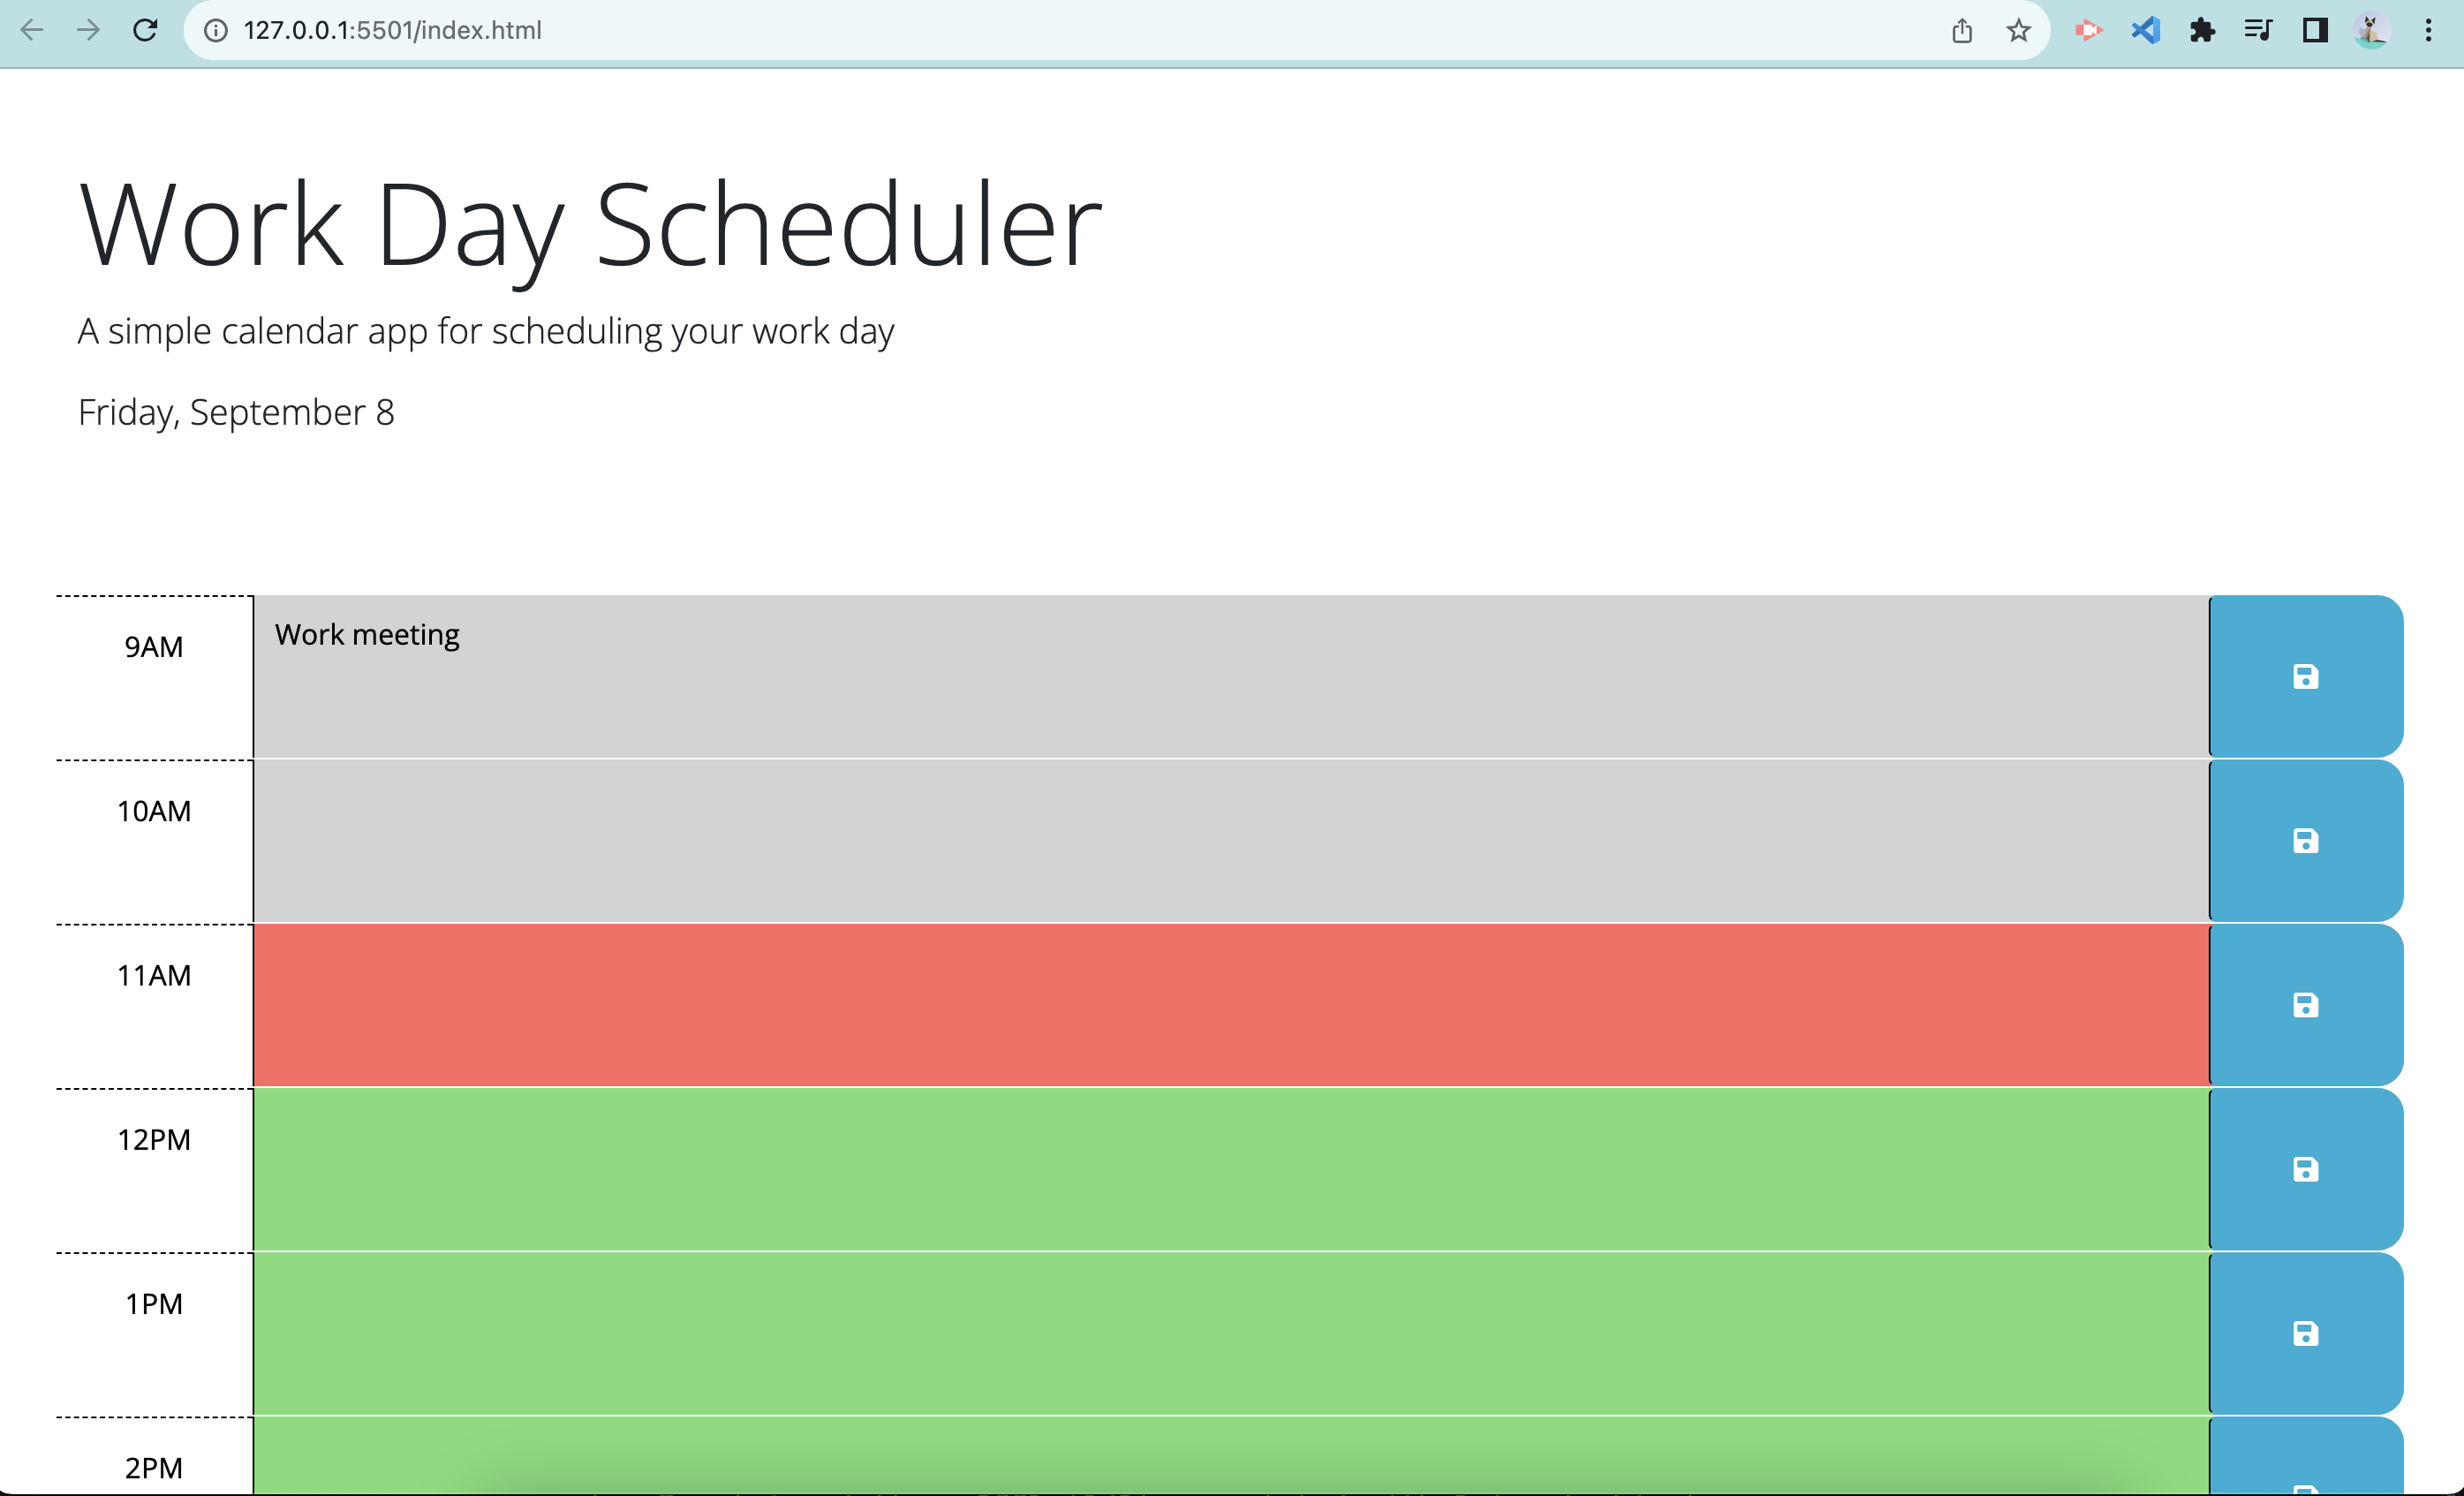 127.0.0.1:5501/index.html
Work Day Scheduler
A simple calendar app for scheduling your work day
Friday, September 8
9AM
Work meeting
10AM
11AM
12PM
1PM
2PM